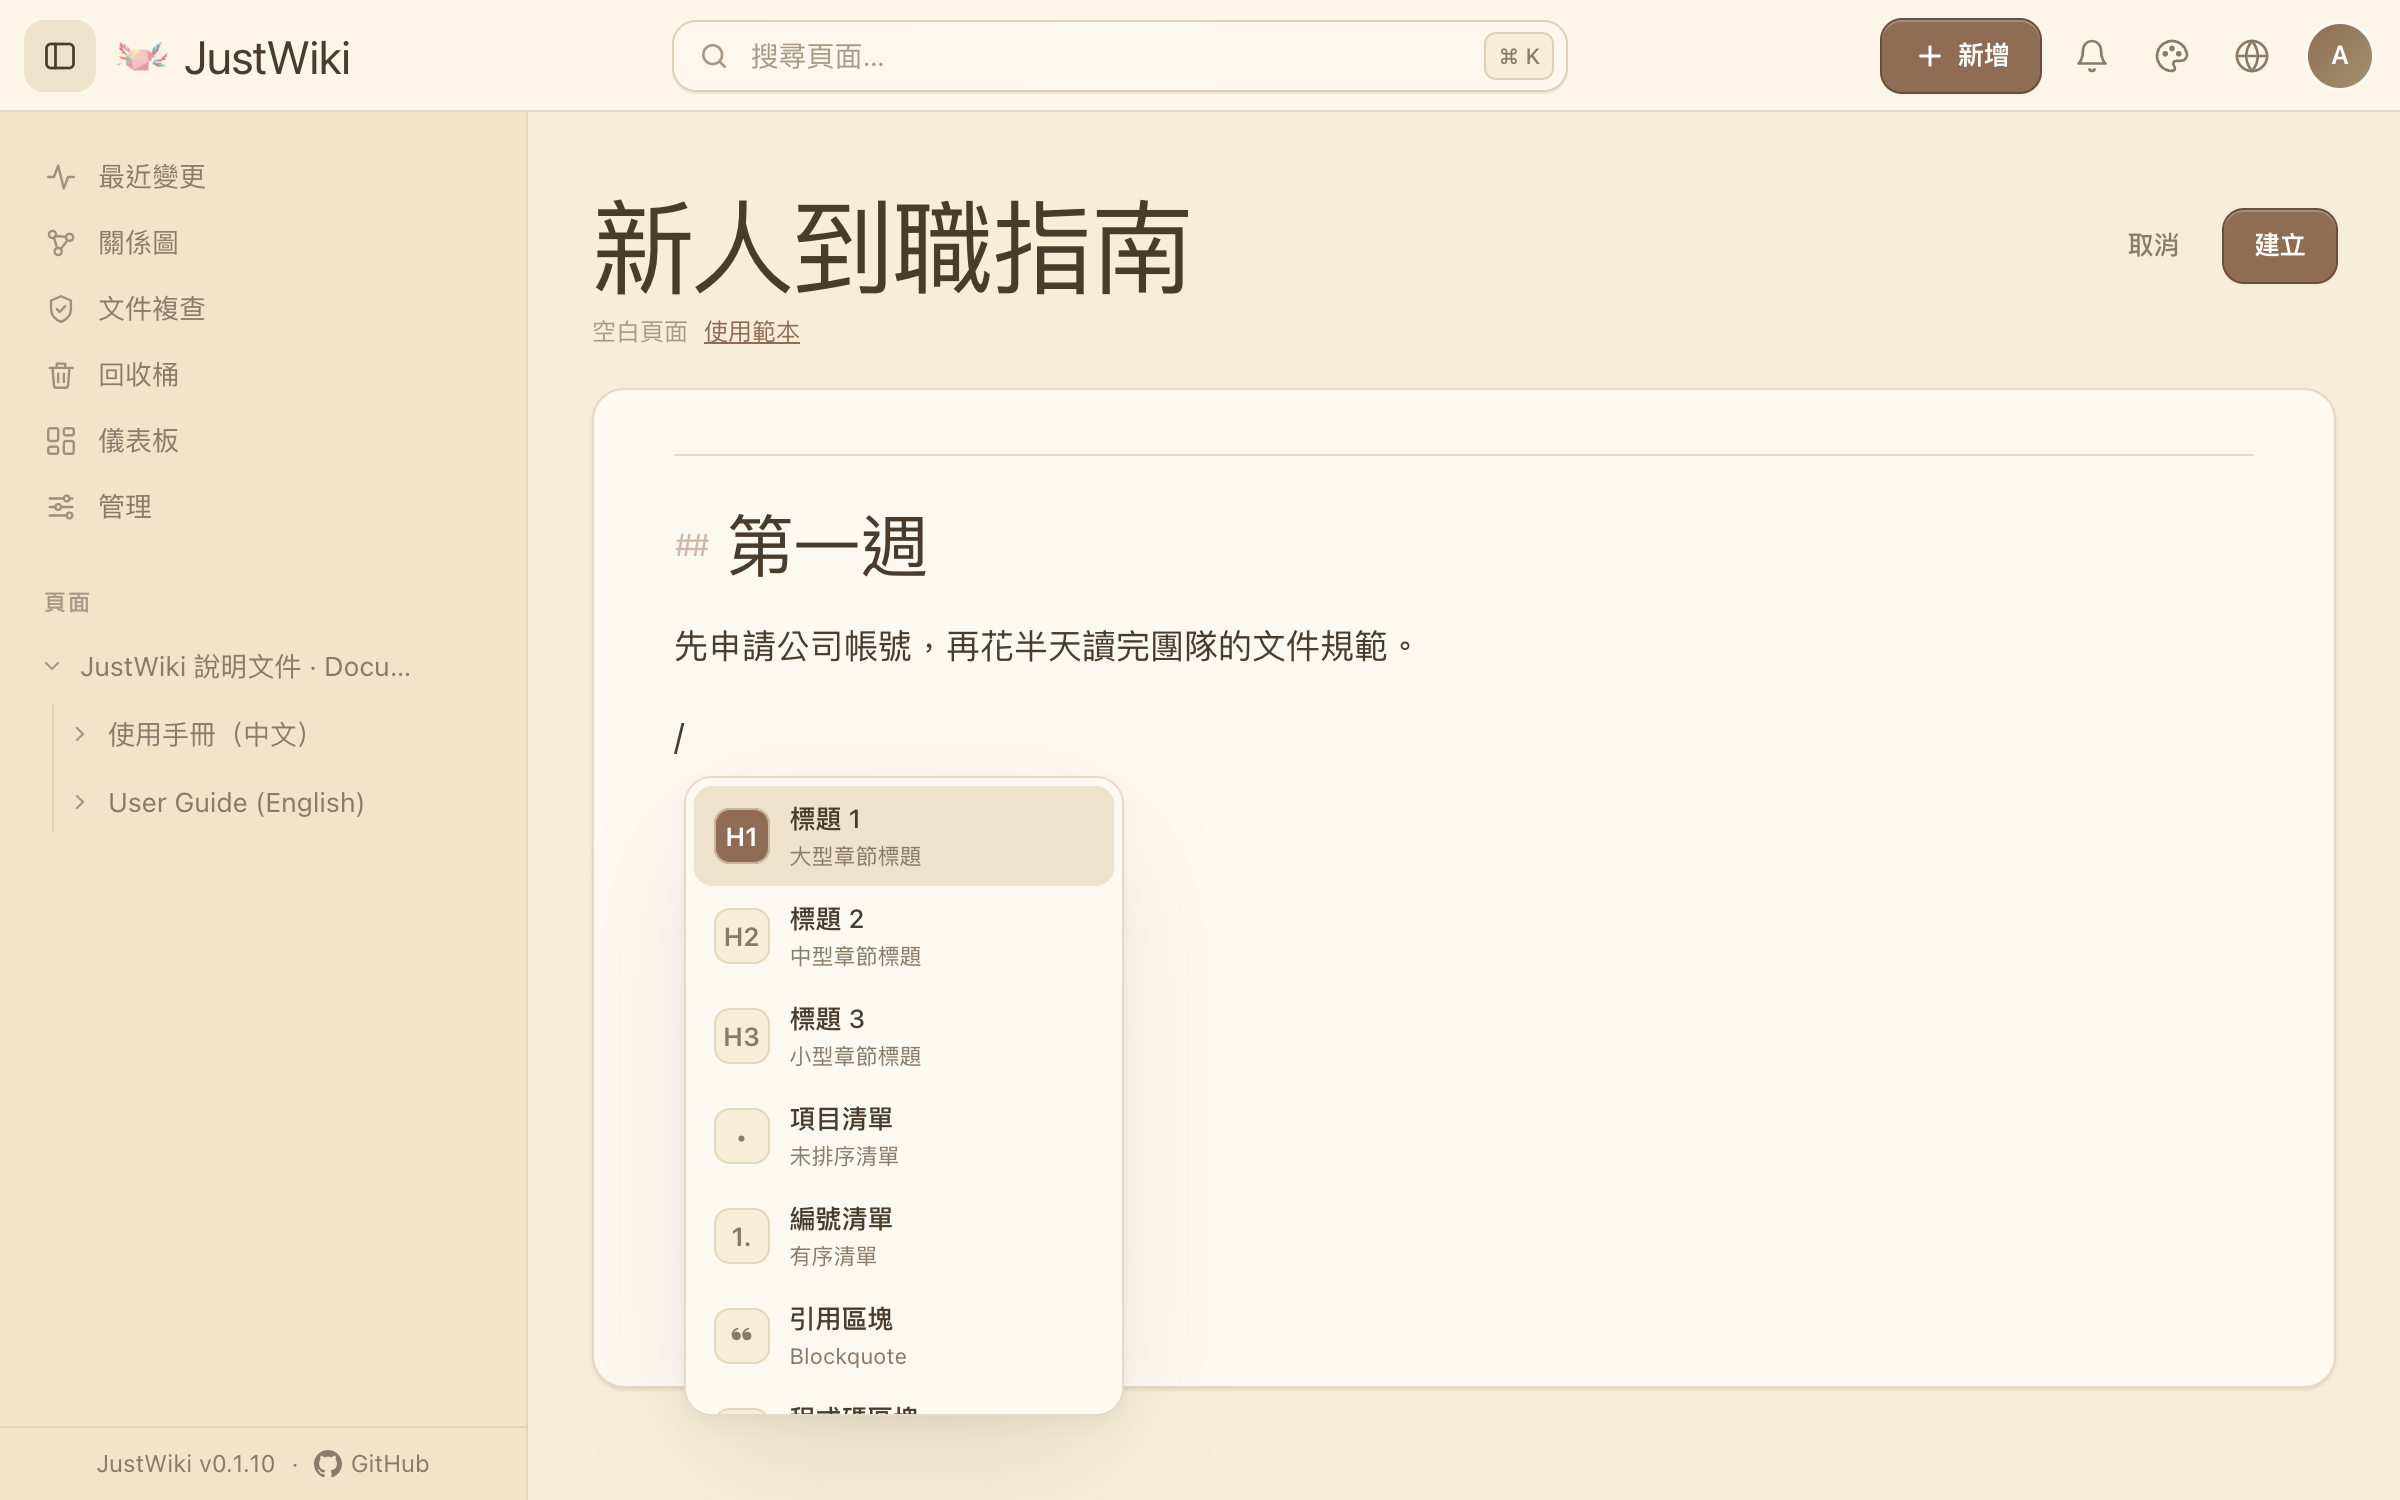 JustWiki
搜尋頁面...
⌘ K
新增
A
最近變更
關係圖
文件複查
回收桶
儀表板
管理
頁面
JustWiki 說明文件 · Docu...
使用手冊（中文）
User Guide (English)
JustWiki v0.1.10 · GitHub
新人到職指南
取消
建立
空白頁面 使用範本
## 第一週
先申請公司帳號，再花半天讀完團隊的文件規範。
/
H1 標題 1
大型章節標題
H2 標題 2
中型章節標題
H3 標題 3
小型章節標題
• 項目清單
未排序清單
1. 編號清單
有序清單
❝ 引用區塊
Blockquote
程式碼區塊